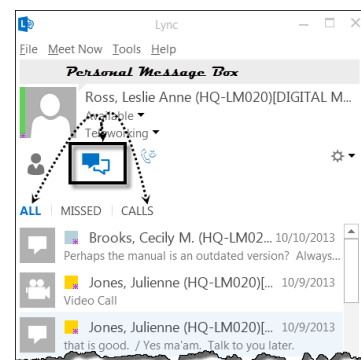 Lync
File Meet Now Tools Help
Personal Message Box
Ross, Leslie Anne (HQ-LM020)[DIGITAL M...
Available
Teleworking
ALL MISSED CALLS
Brooks, Cecily M. (HQ-LM02... 10/10/2013
Perhaps the manual is an outdated version? Always...
Jones, Julienne (HQ-LM020)[... 10/9/2013
Video Call
Jones, Julienne (HQ-LM020)[... 10/9/2013
that is good. / Yes ma'am. Talk to you later.